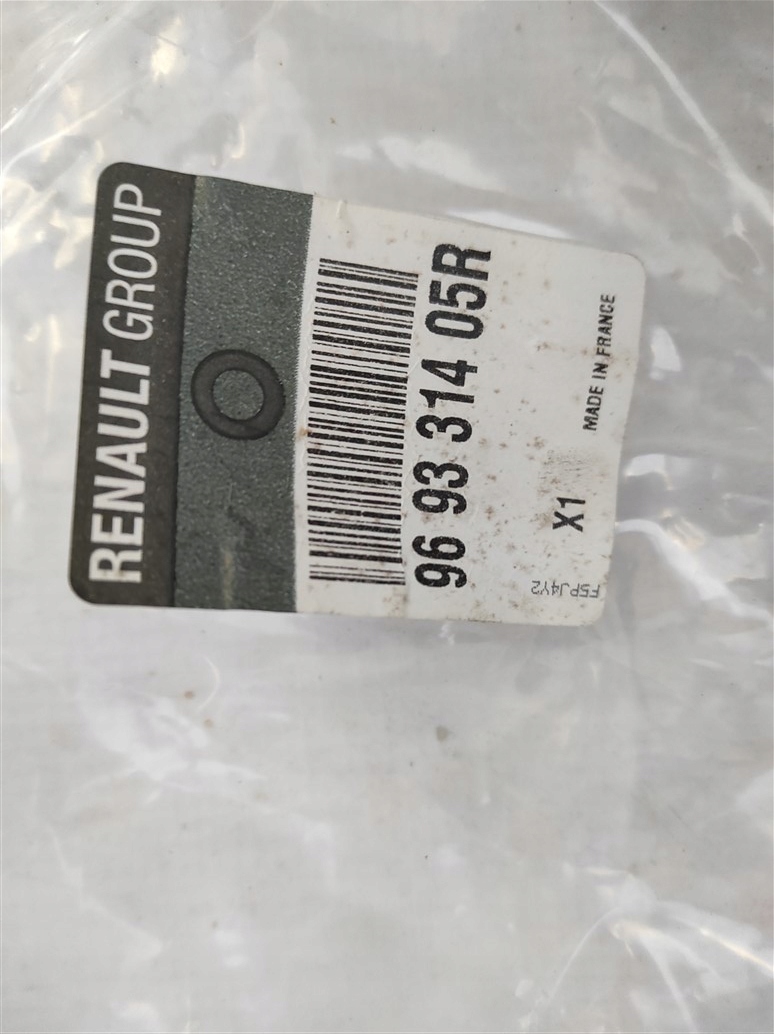 RENAULT GROUP
96 93 314 05R
X1
MADE IN FRANCE
F5PJ4Y2